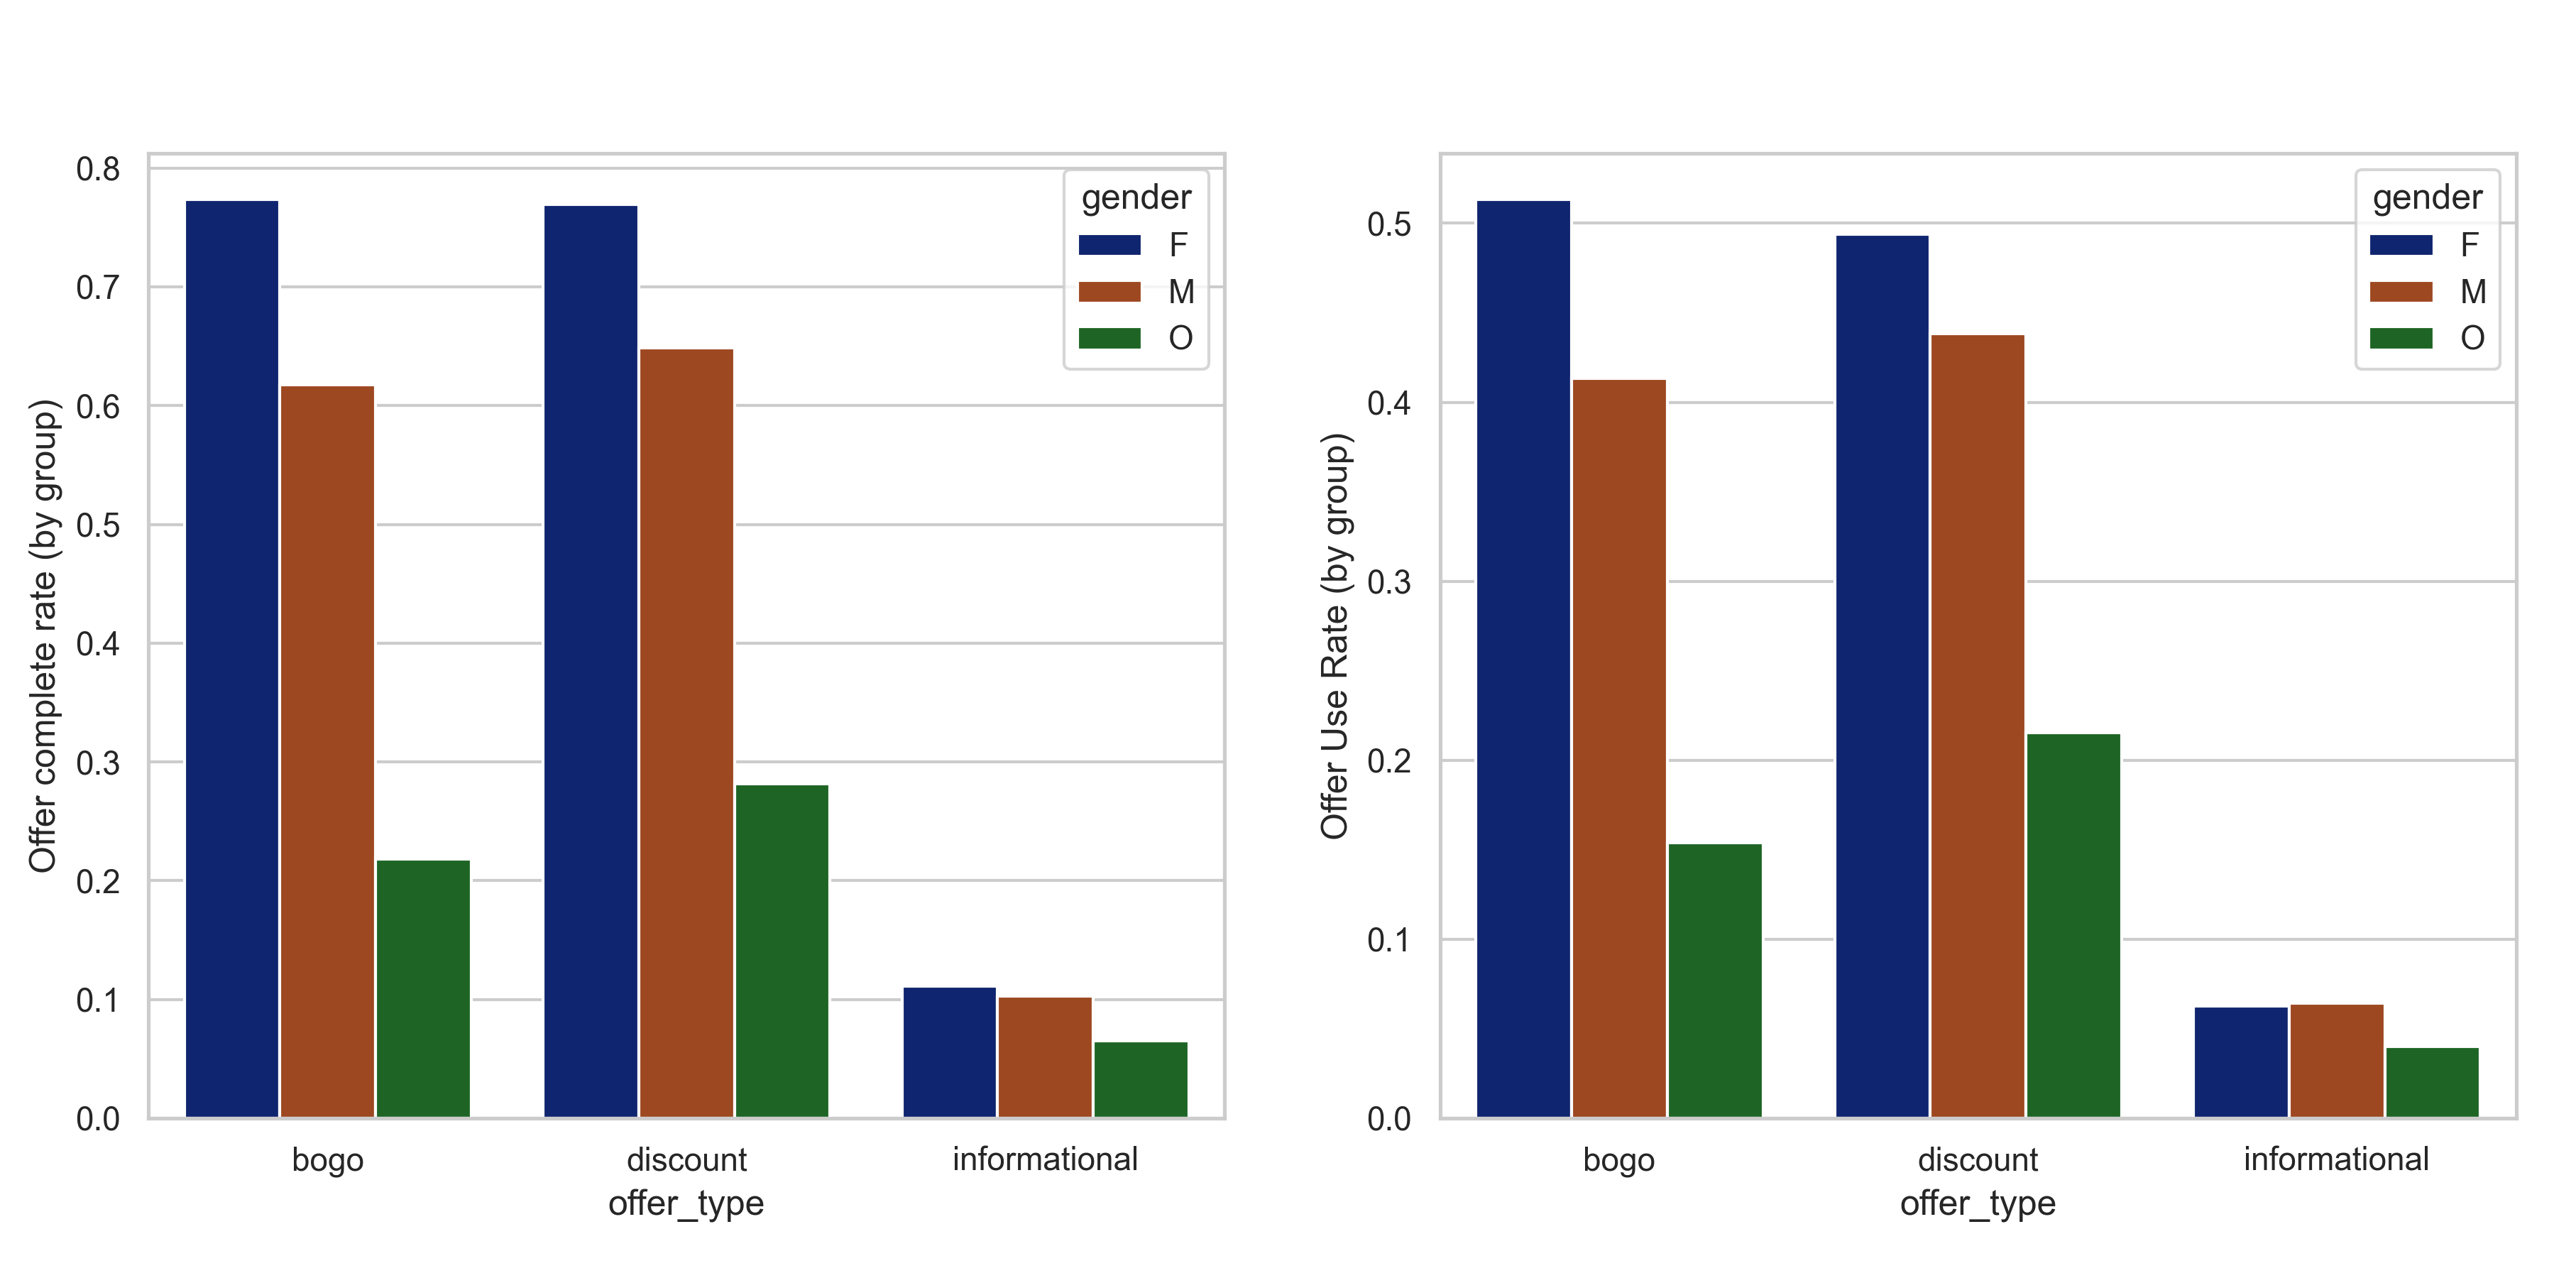 Offer complete rate (by group)
0.8
0.7
0.6
0.5
0.4
0.3
0.2
0.1
0.0
gender
F
M
O
bogo
discount
informational
offer_type
Offer Use Rate (by group)
0.5
0.4
0.3
0.2
0.1
0.0
gender
F
M
O
bogo
discount
informational
offer_type